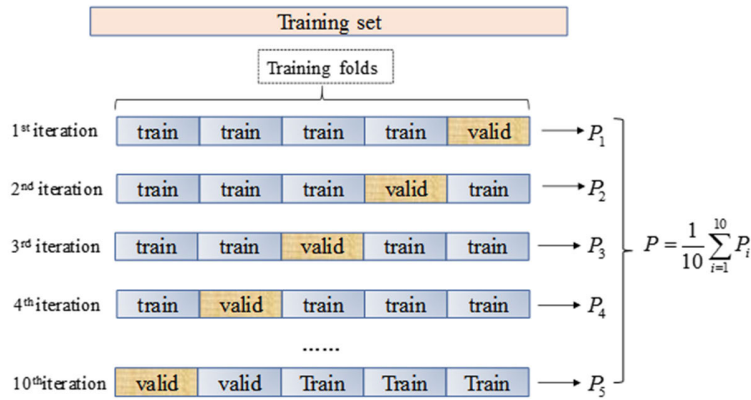 Training set
Training folds
1st iteration train train train train valid P1
2nd iteration train train train valid train P2
3rd iteration train train valid train train P3
P = 1/10 ∑ i=1 10 Pi
4th iteration train valid train train train P4
......
10th iteration valid valid Train Train Train P5